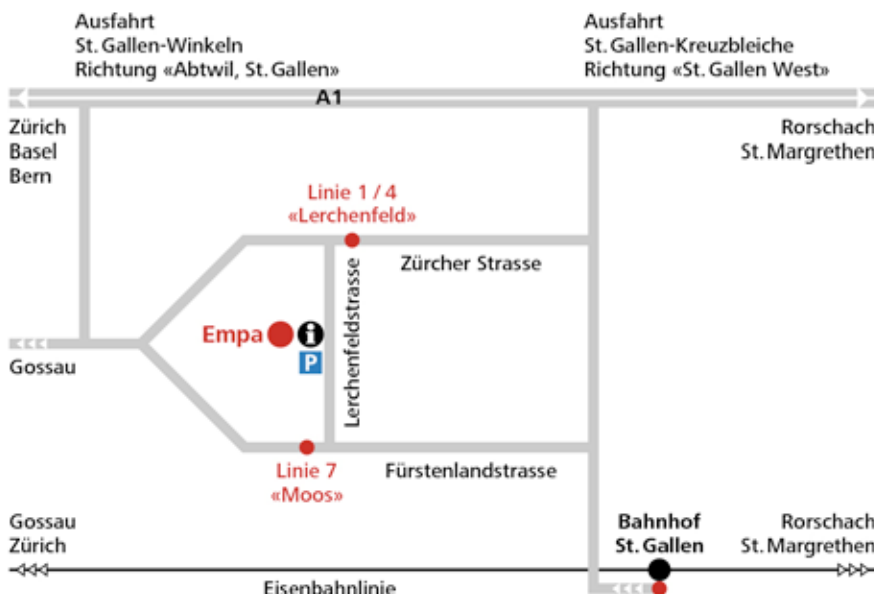 Ausfahrt
St. Gallen-Winkeln
Richtung «Abtwil, St. Gallen»
Ausfahrt
St. Gallen-Kreuzbleiche
Richtung «St. Gallen West»
A1
Zürich
Basel
Bern
Rorschach
St. Margrethen
Linie 1 / 4
«Lerchenfeld»
Zürcher Strasse
Lerchenfeldstrasse
Empa
i
P
Gossau
Linie 7
«Moos»
Fürstenlandstrasse
Gossau
Zürich
Bahnhof
St. Gallen
Rorschach
St. Margrethen
Eisenbahnlinie